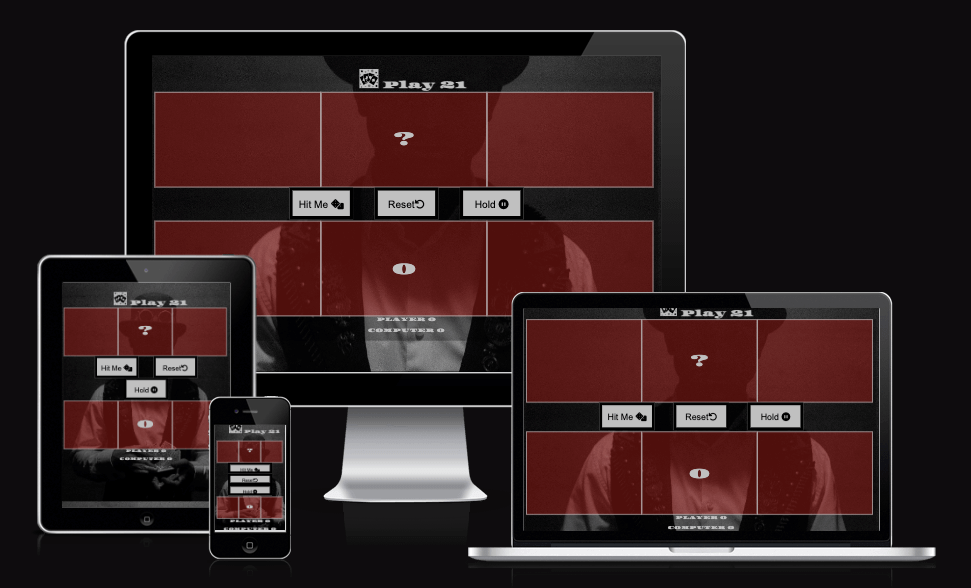 Play 21
?
Hit Me
Reset
Hold
0
PLAYER 0
COMPUTER 0
Play 21
?
Hit Me
Reset
Hold
0
PLAYER 0
COMPUTER 0
Play 21
?
Hit Me
Reset
Hold
0
PLAYER 0
COMPUTER 0
Play 21
?
Hit Me
Reset
Hold
0
PLAYER 0
COMPUTER 0